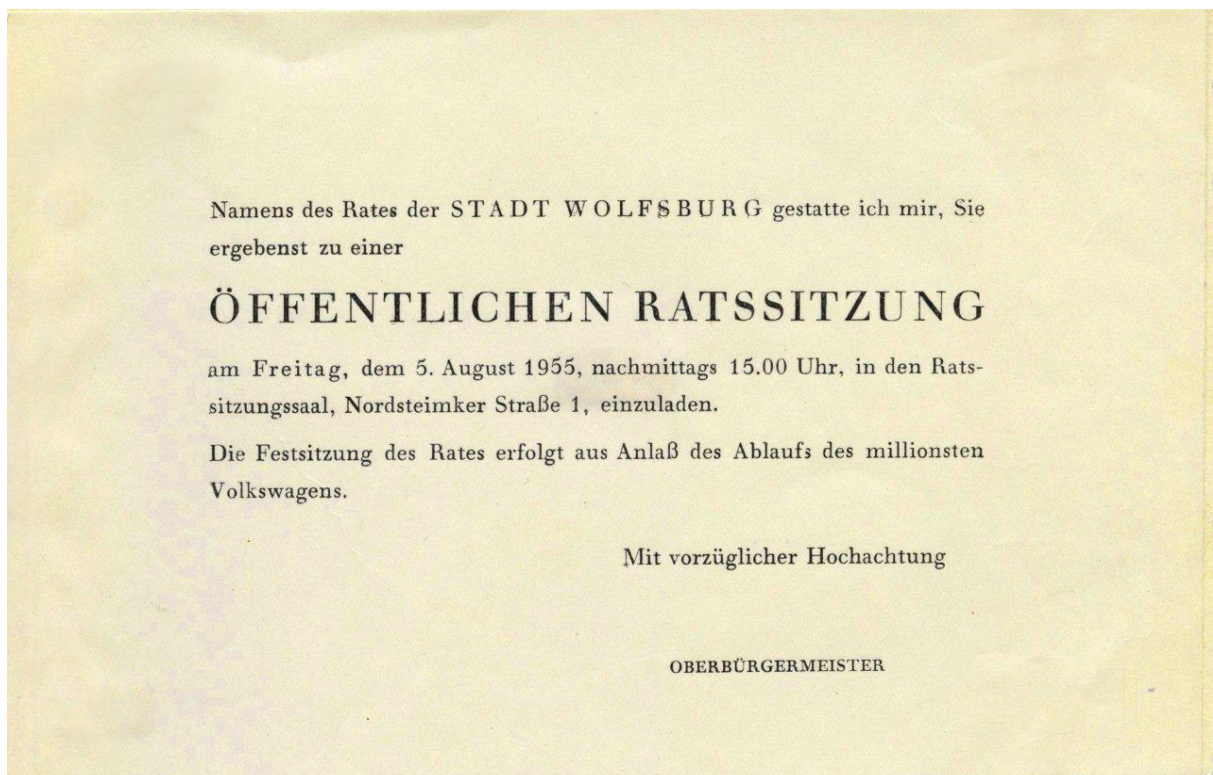 Namens des Rates der STADT WOLFSBURG gestatte ich mir, Sie
ergebenst zu einer
ÖFFENTLICHEN RATSSITZUNG
am Freitag, dem 5. August 1955, nachmittags 15.00 Uhr, in den Rats-
sitzungssaal, Nordsteimker Straße 1, einzuladen.
Die Festsitzung des Rates erfolgt aus Anlaß des Ablaufs des millionsten
Volkswagens.
Mit vorzüglicher Hochachtung
OBERBÜRGERMEISTER